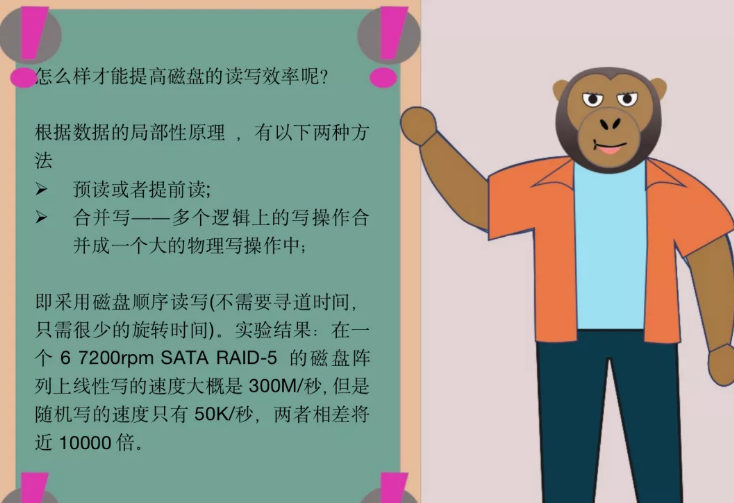 怎么样才能提高磁盘的读写效率呢?
根据数据的局部性原理 ，有以下两种方
法
➢ 预读或者提前读;
➢ 合并写——多个逻辑上的写操作合
并成一个大的物理写操作中;
即采用磁盘顺序读写(不需要寻道时间，
只需很少的旋转时间)。实验结果：在一
个 6 7200rpm SATA RAID-5 的磁盘阵
列上线性写的速度大概是 300M/秒，但是
随机写的速度只有 50K/秒，两者相差将
近 10000 倍。